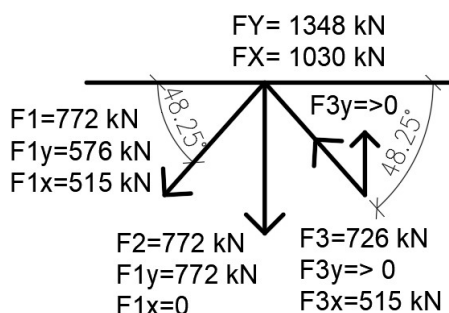 FY= 1348 kN
FX= 1030 kN
F3y=>0
48.25°
48.25°
F1=772 kN
F1y=576 kN
F1x=515 kN
F2=772 kN
F1y=772 kN
F1x=0
F3=726 kN
F3y=> 0
F3x=515 kN